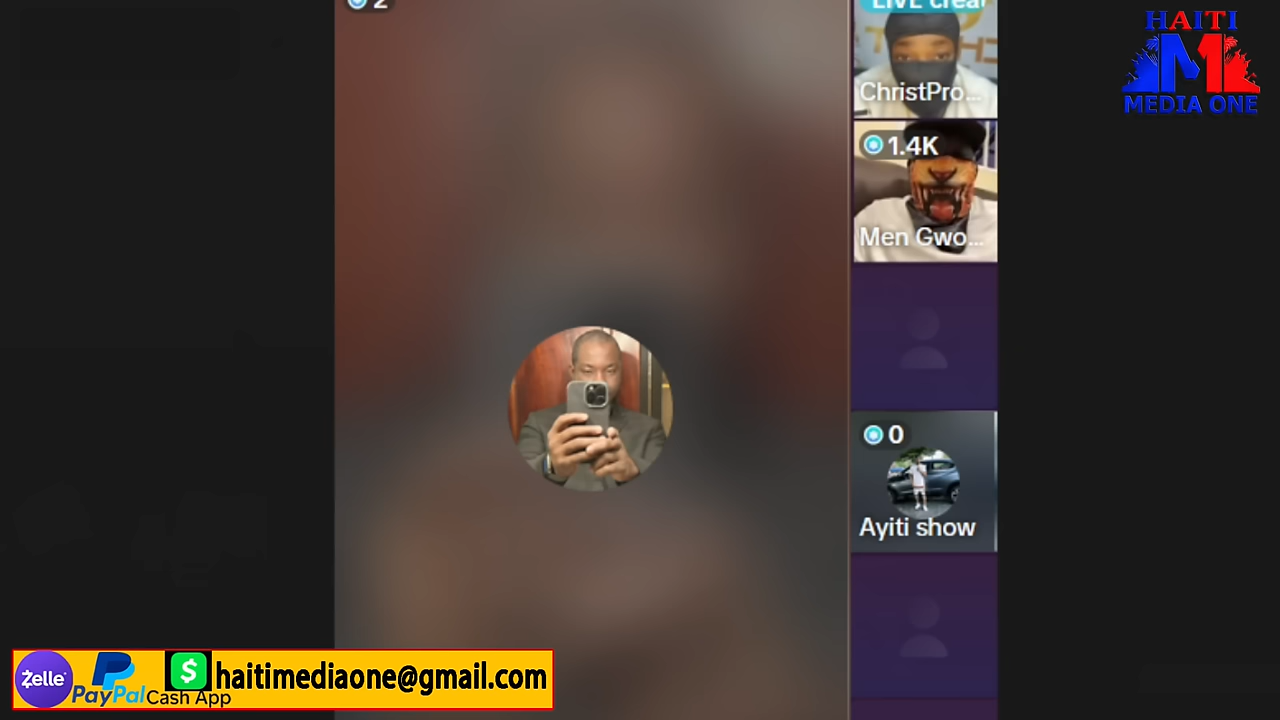 2
LIVE creat
ChristPro...
1.4K
Men Gwo...
0
Ayiti show
HAITI
M
MEDIA ONE
Zelle
PayPal
Cash App
$
haitimediaone@gmail.com